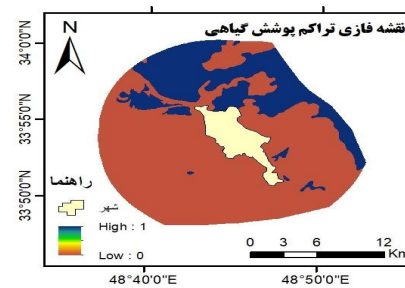 نقشه فازی تراکم پوشش گیاهی
N
34°0'0"N
33°55'0"N
33°50'0"N
راهنما
شهر
High : 1
Low : 0
0 3 6 12
Km
48°40'0"E 48°50'0"E